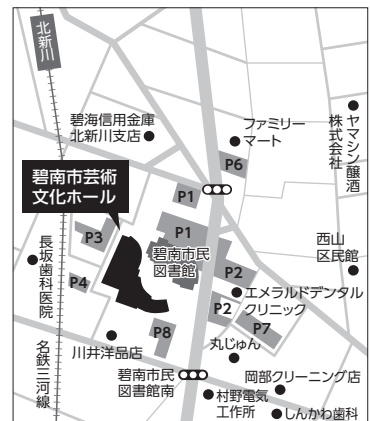 北新川
碧海信用金庫
北新川支店
ファミリー
マート
ヤマシン醸酒
株式会社
P6
碧南市芸術
文化ホール
P1
P1
P3
碧南市民
図書館
西山
区民館
長坂歯科医院
P4
P2
エメラルドデンタル
クリニック
P2
P7
P8
川井洋品店
丸じゅん
名鉄三河線
碧南市民
図書館南
岡部クリーニング店
村野電気
工作所
しんかわ歯科